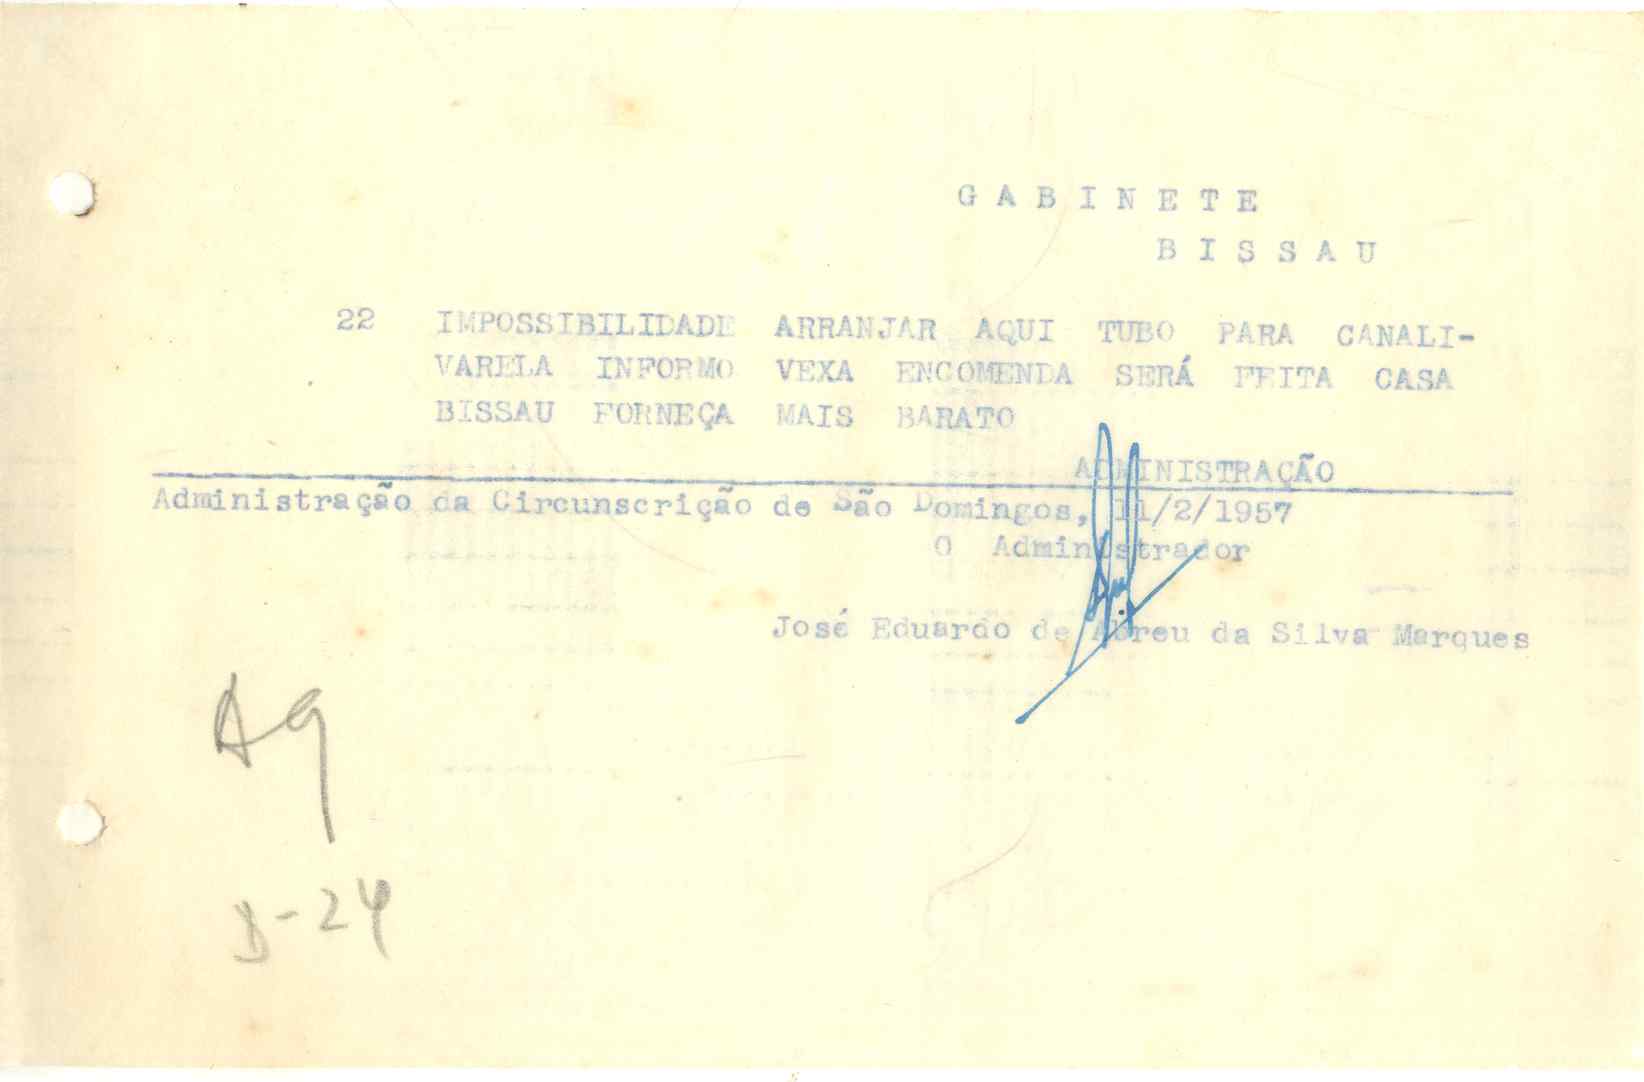 G A B I N E T E
B I S S A U
22 IMPOSSIBILIDADE ARRANJAR AQUI TUBO PARA CANALI-
VARELA INFORMO VEXA ENCOMENDA SERÁ FEITA CASA
BISSAU FORNEÇA MAIS BARATO
ADMINISTRAÇÃO
Administração da Circunscrição de São Domingos, 11/2/1957
O Administrador
José Eduardo de Abreu da Silva Marques
D-24